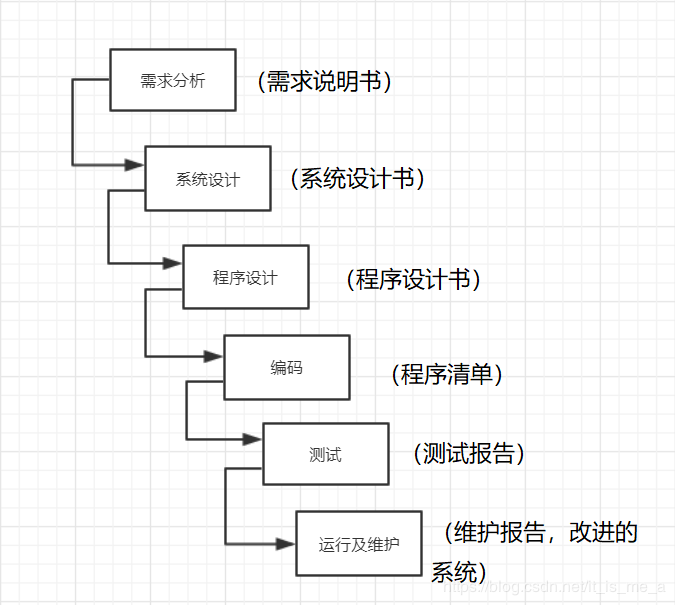 需求分析
（需求说明书）
系统设计
（系统设计书）
程序设计
（程序设计书）
编码
（程序清单）
测试
（测试报告）
运行及维护
（维护报告，改进的
系统）
https://blog.csdn.net/It_is_me_a